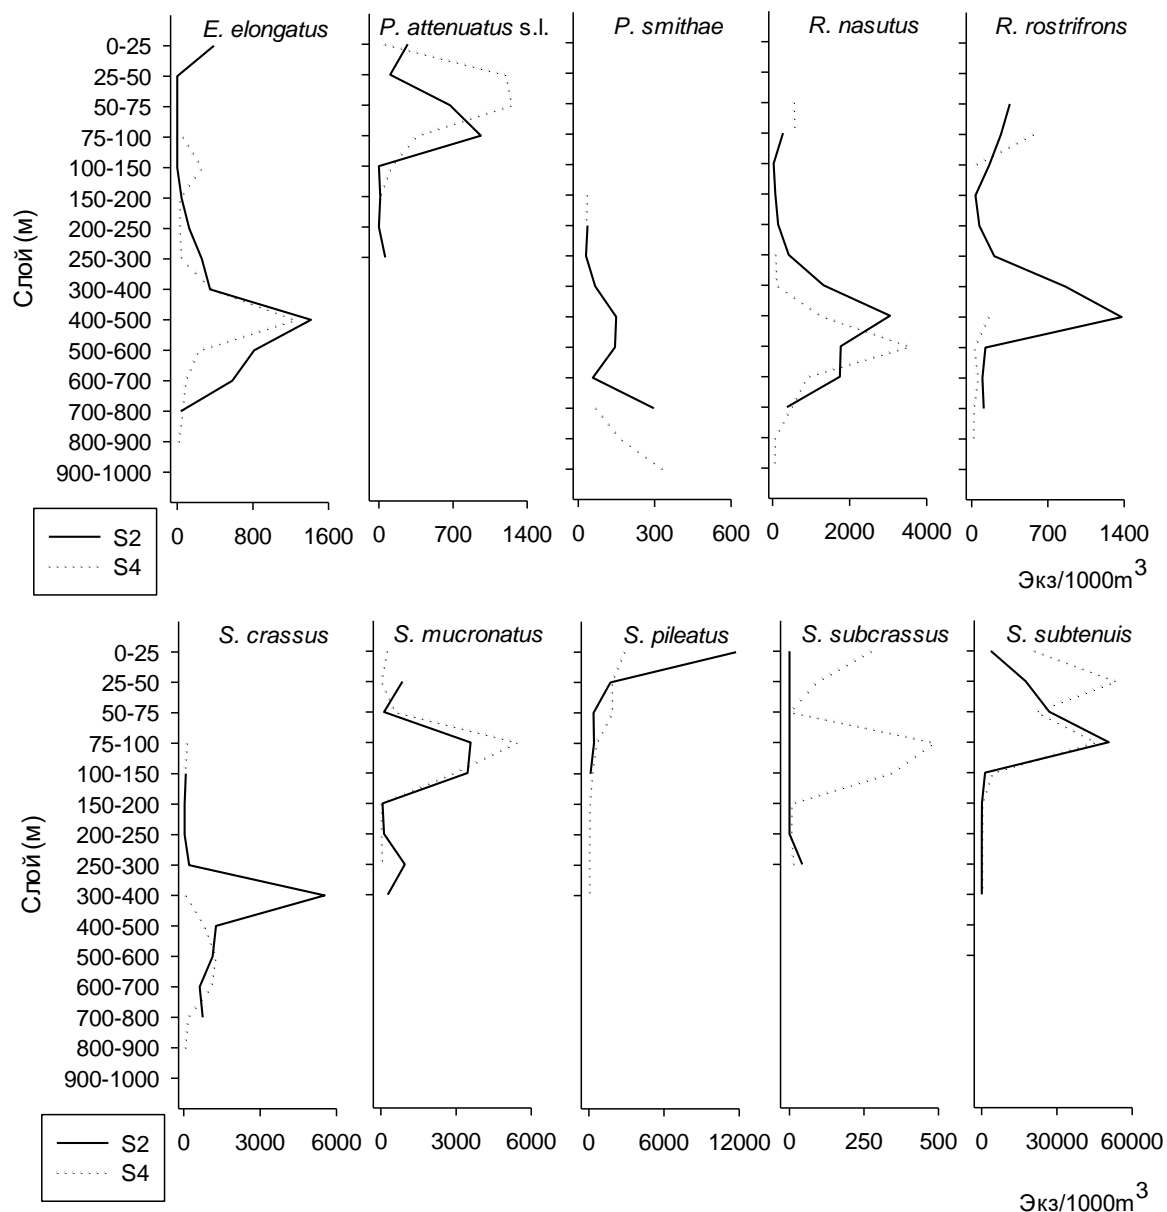 E. elongatus
P. attenuatus s.l.
P. smithae
R. nasutus
R. rostrifrons
Слой (м)
0-25
25-50
50-75
75-100
100-150
150-200
200-250
250-300
300-400
400-500
500-600
600-700
700-800
800-900
900-1000
0 800 1600
0 700 1400
0 300 600
0 2000 4000
0 700 1400
S2
S4
Экз/1000m3
S. crassus
S. mucronatus
S. pileatus
S. subcrassus
S. subtenuis
Слой (м)
0-25
25-50
50-75
75-100
100-150
150-200
200-250
250-300
300-400
400-500
500-600
600-700
700-800
800-900
900-1000
0 3000 6000
0 3000 6000
0 6000 12000
0 250 500
0 30000 60000
S2
S4
Экз/1000m3